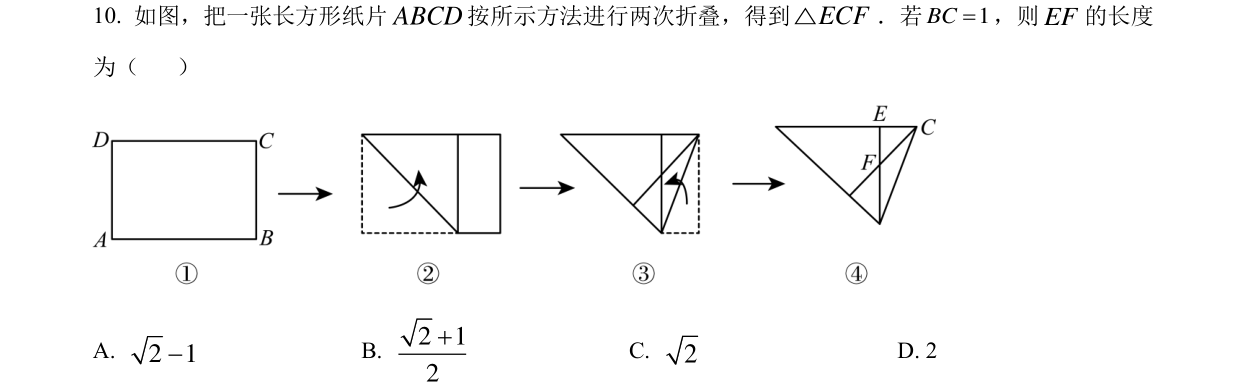 10. 如图，把一张长方形纸片 ABCD 按所示方法进行两次折叠，得到 △ECF．若 BC=1，则 EF 的长度
为（　　）
D C E C
F
A B
① ② ③ ④
A. √2−1 B. (√2+1)/2 C. √2 D. 2